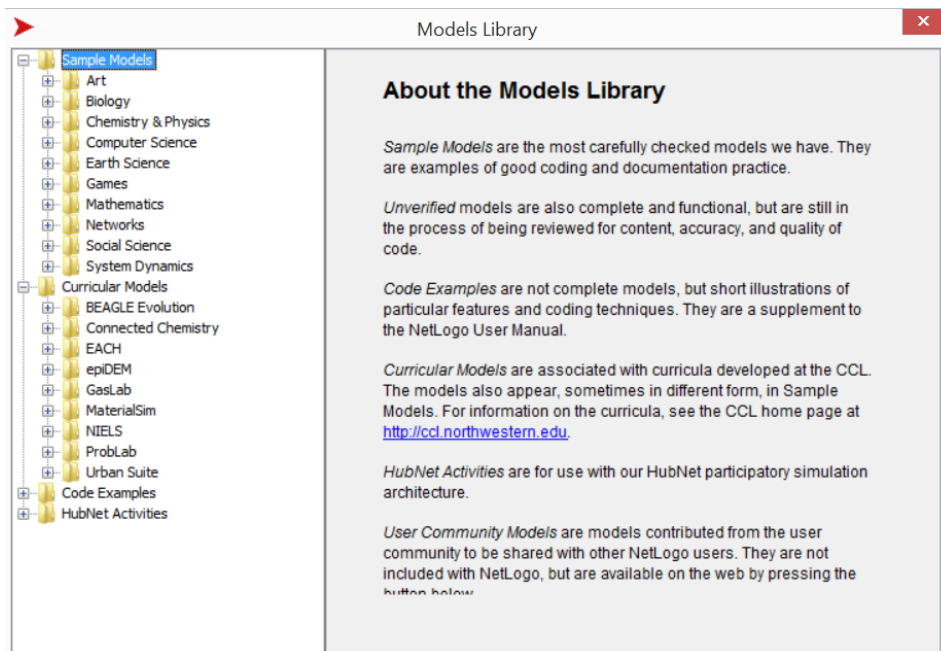 Models Library
Sample Models
Art
Biology
Chemistry & Physics
Computer Science
Earth Science
Games
Mathematics
Networks
Social Science
System Dynamics
Curricular Models
BEAGLE Evolution
Connected Chemistry
EACH
epiDEM
GasLab
MaterialSim
NIELS
ProbLab
Urban Suite
Code Examples
HubNet Activities
About the Models Library
Sample Models are the most carefully checked models we have. They
are examples of good coding and documentation practice.
Unverified models are also complete and functional, but are still in
the process of being reviewed for content, accuracy, and quality of
code.
Code Examples are not complete models, but short illustrations of
particular features and coding techniques. They are a supplement to
the NetLogo User Manual.
Curricular Models are associated with curricula developed at the CCL.
The models also appear, sometimes in different form, in Sample
Models. For information on the curricula, see the CCL home page at
http://ccl.northwestern.edu.
HubNet Activities are for use with our HubNet participatory simulation
architecture.
User Community Models are models contributed from the user
community to be shared with other NetLogo users. They are not
included with NetLogo, but are available on the web by pressing the
button below